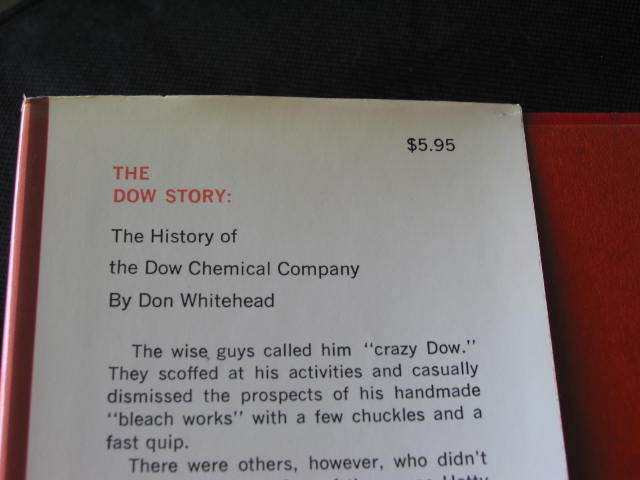 $5.95
THE
DOW STORY:
The History of
the Dow Chemical Company
By Don Whitehead
The wise guys called him "crazy Dow."
They scoffed at his activities and casually
dismissed the prospects of his handmade
"bleach works" with a few chuckles and a
fast quip.
There were others, however, who didn't